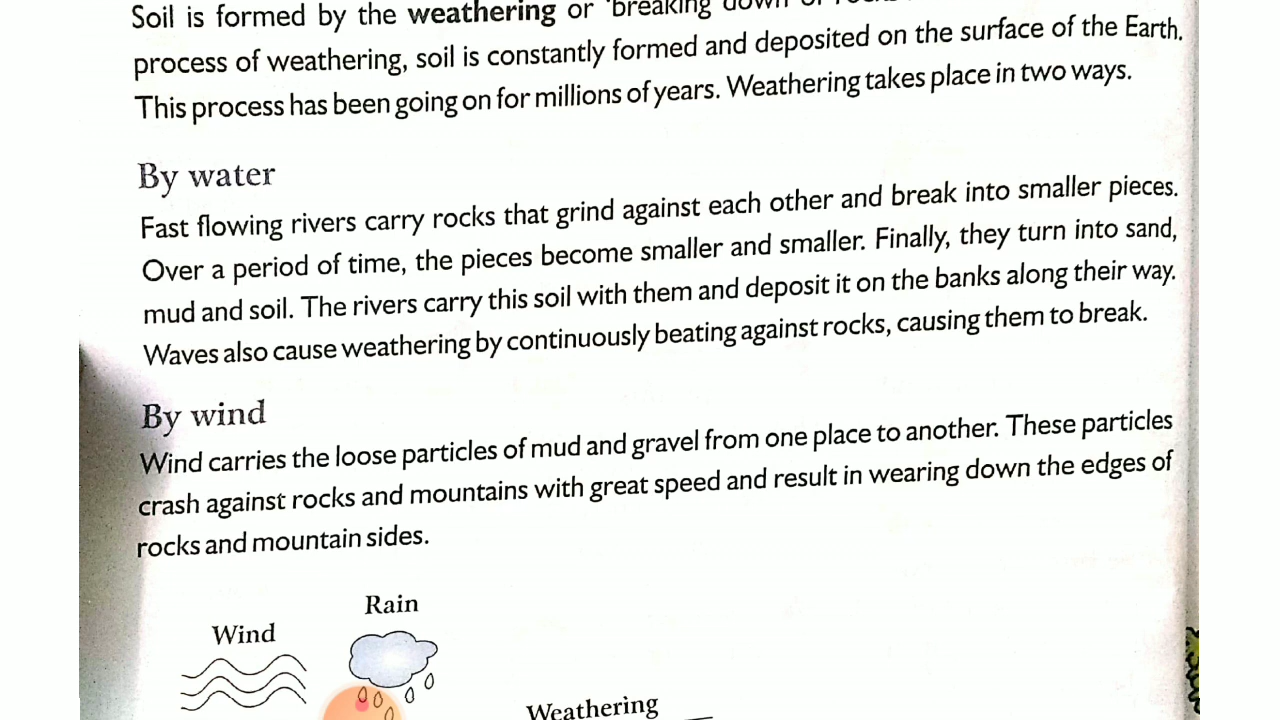 Soil is formed by the weathering or 'breaking down of rocks
process of weathering, soil is constantly formed and deposited on the surface of the Earth.
This process has been going on for millions of years. Weathering takes place in two ways.
By water
Fast flowing rivers carry rocks that grind against each other and break into smaller pieces.
Over a period of time, the pieces become smaller and smaller. Finally, they turn into sand,
mud and soil. The rivers carry this soil with them and deposit it on the banks along their way.
Waves also cause weathering by continuously beating against rocks, causing them to break.
By wind
Wind carries the loose particles of mud and gravel from one place to another. These particles
crash against rocks and mountains with great speed and result in wearing down the edges of
rocks and mountain sides.
Rain
Wind
Weathering